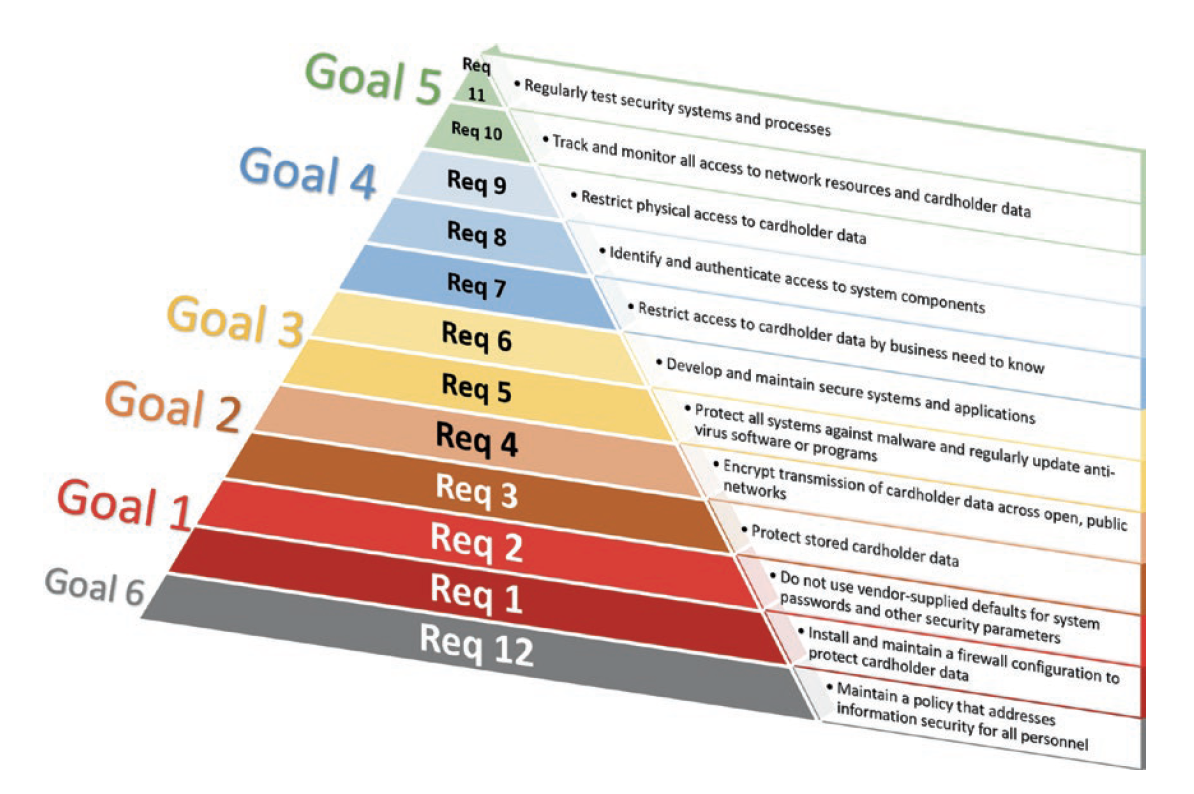 Goal 5
Req
11
• Regularly test security systems and processes
Req 10
• Track and monitor all access to network resources and cardholder data
Goal 4
Req 9
• Restrict physical access to cardholder data
Req 8
• Identify and authenticate access to system components
Req 7
• Restrict access to cardholder data by business need to know
Goal 3
Req 6
• Develop and maintain secure systems and applications
Req 5
• Protect all systems against malware and regularly update anti-
virus software or programs
Goal 2
Req 4
• Encrypt transmission of cardholder data across open, public
networks
Req 3
• Protect stored cardholder data
Goal 1
Req 2
• Do not use vendor-supplied defaults for system
passwords and other security parameters
Req 1
• Install and maintain a firewall configuration to
protect cardholder data
Goal 6
Req 12
• Maintain a policy that addresses
information security for all personnel